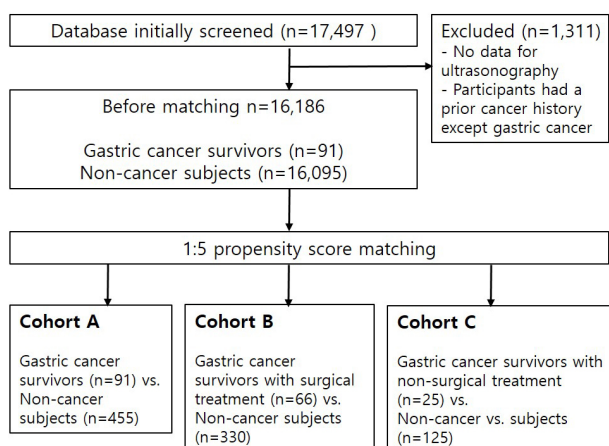 Database initially screened (n=17,497 )
Excluded (n=1,311)
- No data for
ultrasonography
- Participants had a
prior cancer history
except gastric cancer
Before matching n=16,186
Gastric cancer survivors (n=91)
Non-cancer subjects (n=16,095)
1:5 propensity score matching
Cohort A
Gastric cancer
survivors (n=91) vs.
Non-cancer
subjects (n=455)
Cohort B
Gastric cancer
survivors with surgical
treatment (n=66) vs.
Non-cancer subjects
(n=330)
Cohort C
Gastric cancer survivors with
non-surgical treatment
(n=25) vs.
Non-cancer vs. subjects
(n=125)